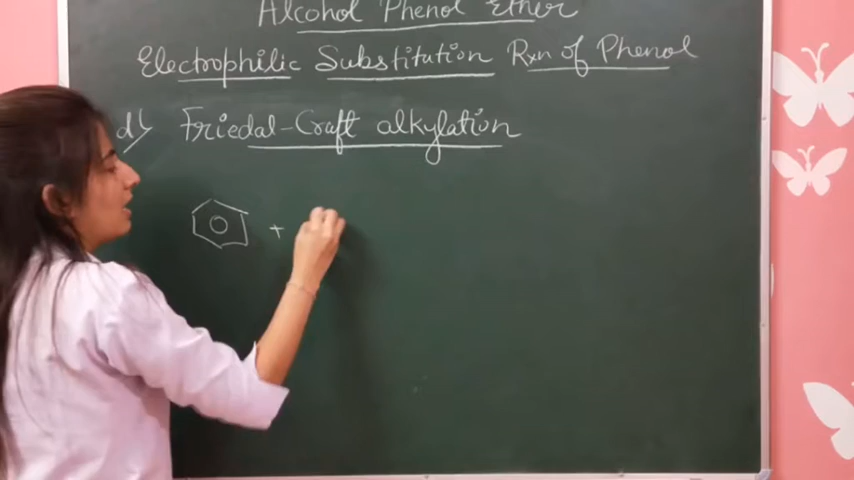 Alcohol Phenol Ether
Electrophilic Substitution Rxn of Phenol
d) Friedal-Craft alkylation
+